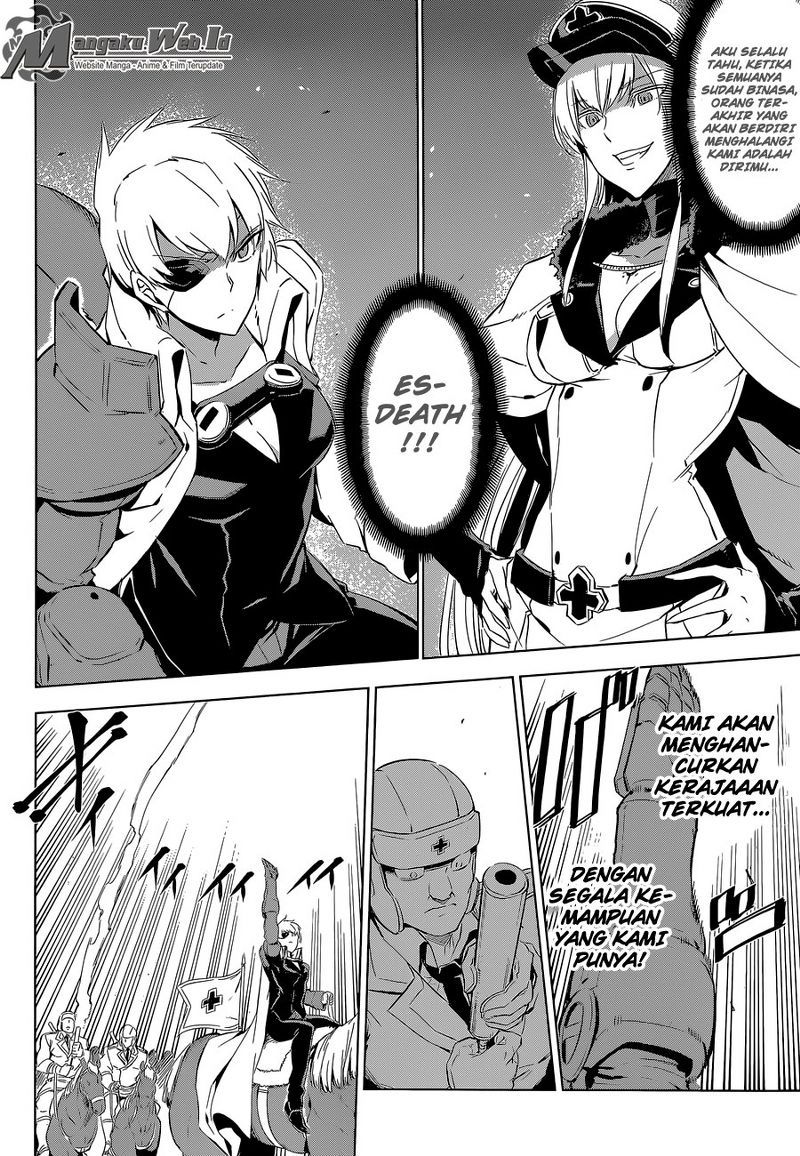 Mangaku.Web.Id
Website Manga - Anime & Film Terupdate
AKU SELALU
TAHU, KETIKA
SEMUANYA
SUDAH BINASA,
ORANG TER-
AKHIR YANG
AKAN BERDIRI
MENGHALANGI
KAMI ADALAH
DIRIMU...
ES-
DEATH
!!!
KAMI AKAN
MENGHAN-
CURKAN
KERAJAAAN
TERKUAT...
DENGAN
SEGALA KE-
MAMPUAN
YANG KAMI
PUNYA!